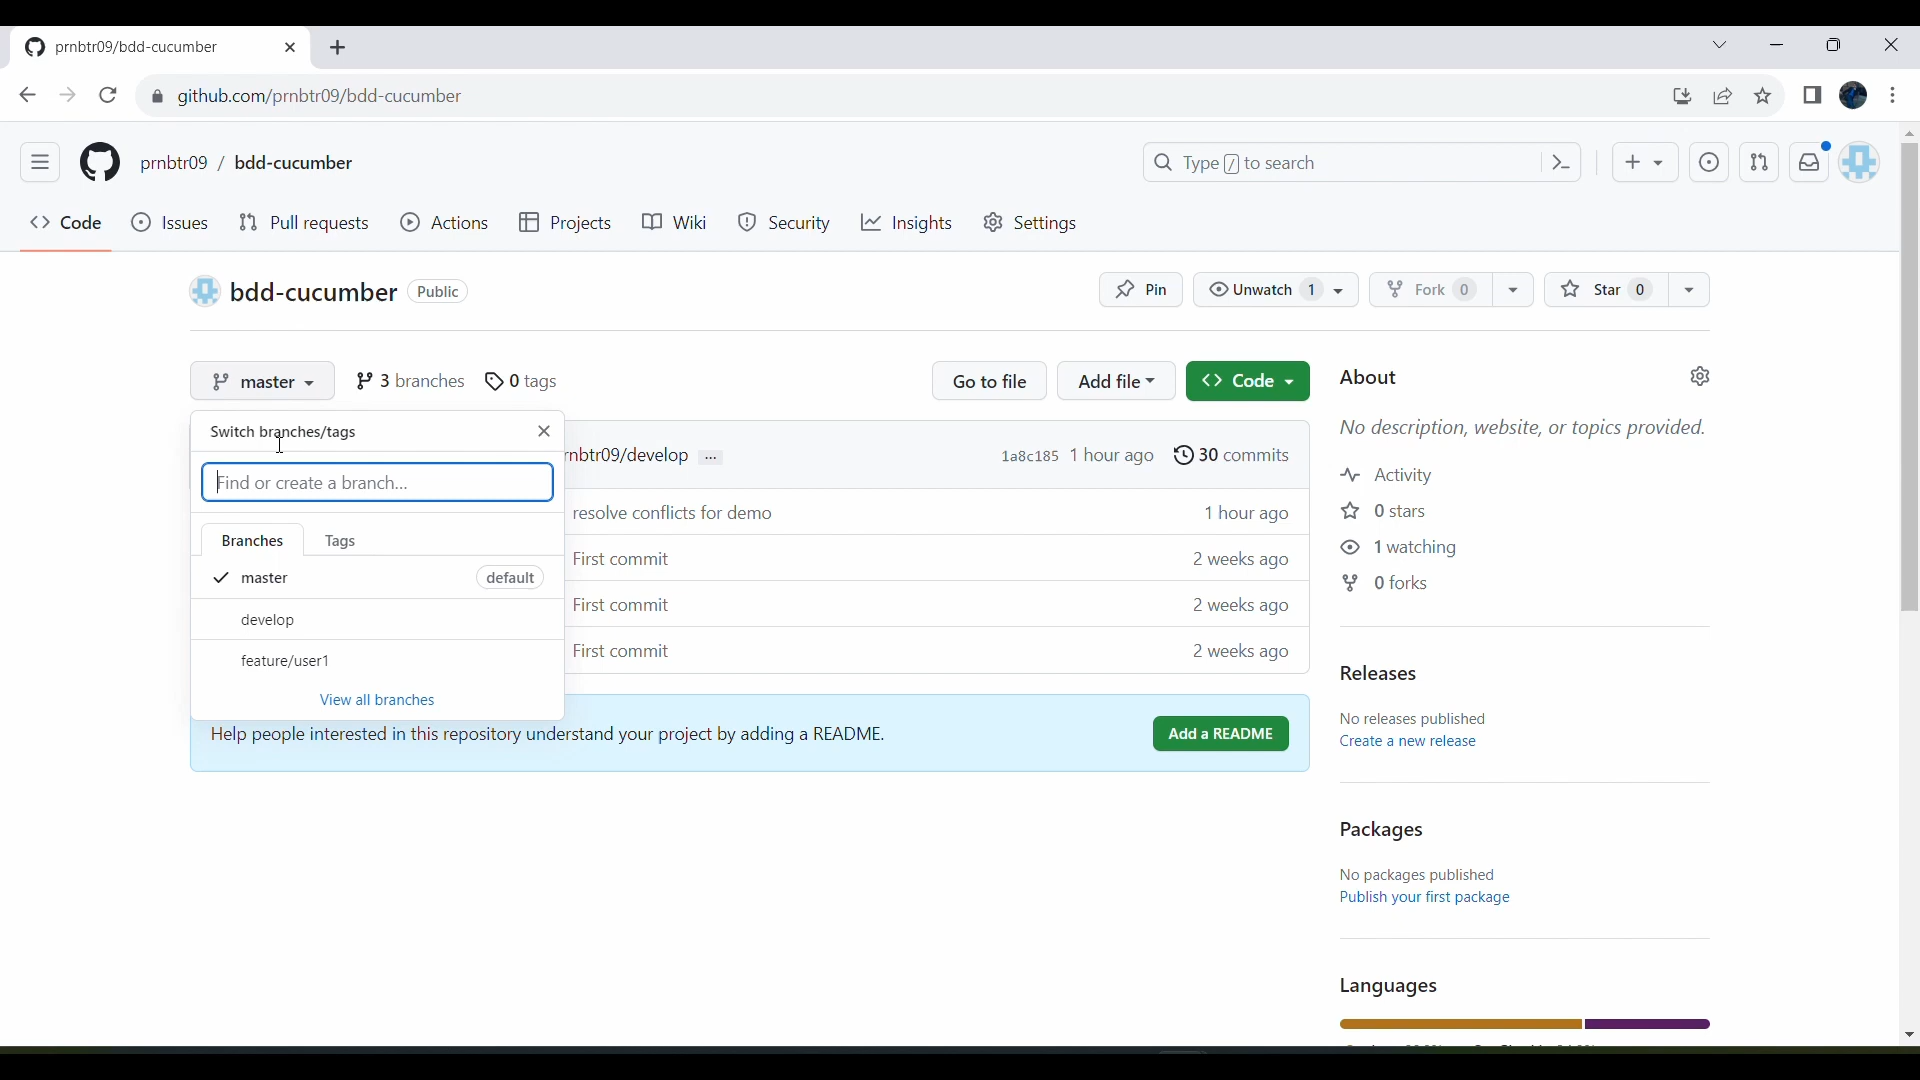 prnbtr09/bdd-cucumber
github.com/prnbtr09/bdd-cucumber
prnbtr09 / bdd-cucumber
Type / to search
Code Issues Pull requests Actions Projects Wiki Security Insights Settings
bdd-cucumber Public
Pin Unwatch 1 Fork 0 Star 0
master 3 branches 0 tags Go to file Add file Code
Switch branches/tags
Find or create a branch...
Branches Tags
master default
develop
feature/user1
View all branches
rnbtr09/develop ... 1a8c185 1 hour ago 30 commits
resolve conflicts for demo 1 hour ago
First commit 2 weeks ago
First commit 2 weeks ago
First commit 2 weeks ago
Help people interested in this repository understand your project by adding a README. Add a README
About
No description, website, or topics provided.
Activity
0 stars
1 watching
0 forks
Releases
No releases published
Create a new release
Packages
No packages published
Publish your first package
Languages